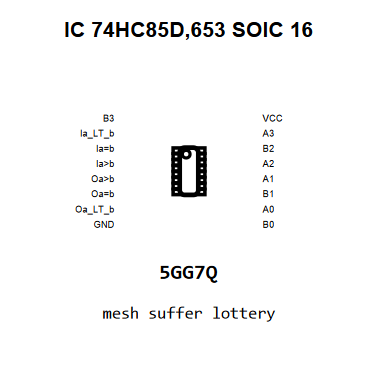 IC 74HC85D,653 SOIC 16
B3 VCC
Ia_LT_b A3
Ia=b B2
Ia>b A2
Oa>b A1
Oa=b B1
Oa_LT_b A0
GND B0
5GG7Q
mesh suffer lottery